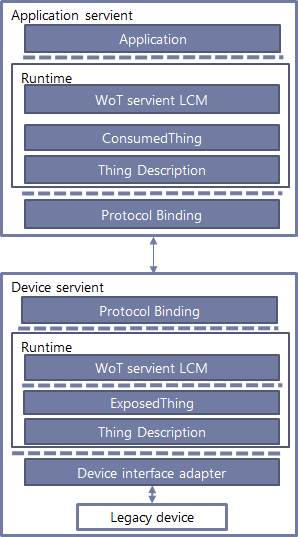 Application servient
Application
Runtime
WoT servient LCM
ConsumedThing
Thing Description
Protocol Binding
Device servient
Protocol Binding
Runtime
WoT servient LCM
ExposedThing
Thing Description
Device interface adapter
Legacy device